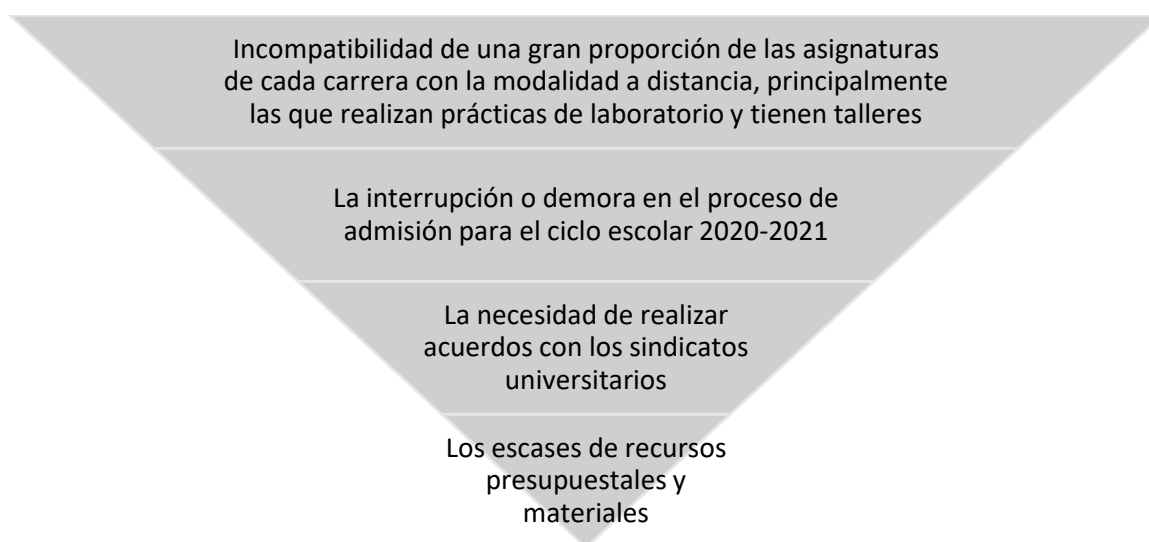 Incompatibilidad de una gran proporción de las asignaturas
de cada carrera con la modalidad a distancia, principalmente
las que realizan prácticas de laboratorio y tienen talleres
La interrupción o demora en el proceso de
admisión para el ciclo escolar 2020-2021
La necesidad de realizar
acuerdos con los sindicatos
universitarios
Los escases de recursos
presupuestales y
materiales